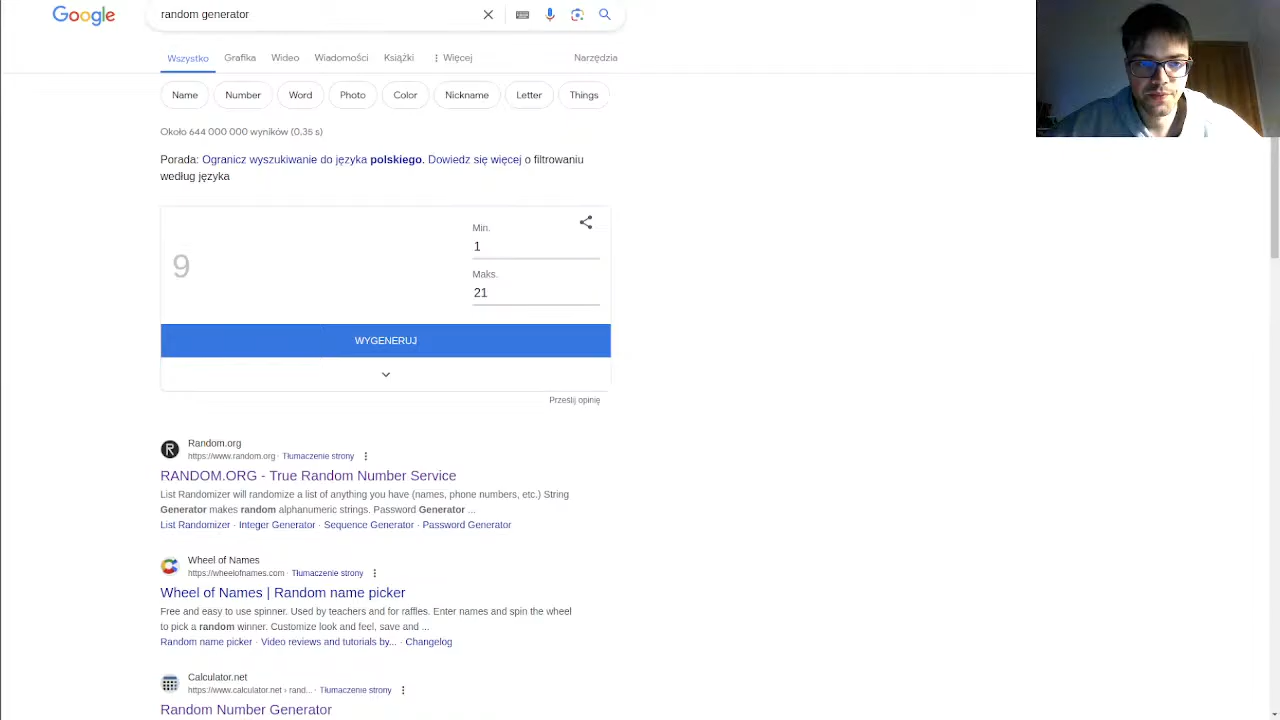 Google
random generator
Wszystko Grafika Wideo Wiadomości Książki Więcej Narzędzia
Name Number Word Photo Color Nickname Letter Things
Około 644 000 000 wyników (0,35 s)
Porada: Ogranicz wyszukiwanie do języka polskiego. Dowiedz się więcej o filtrowaniu
według języka
Min.
1
9
Maks.
21
WYGENERUJ
Prześlij opinię
Random.org
https://www.random.org · Tłumaczenie strony
RANDOM.ORG - True Random Number Service
List Randomizer will randomize a list of anything you have (names, phone numbers, etc.) String
Generator makes random alphanumeric strings. Password Generator ...
List Randomizer · Integer Generator · Sequence Generator · Password Generator
Wheel of Names
https://wheelofnames.com · Tłumaczenie strony
Wheel of Names | Random name picker
Free and easy to use spinner. Used by teachers and for raffles. Enter names and spin the wheel
to pick a random winner. Customize look and feel, save and ...
Random name picker · Video reviews and tutorials by... · Changelog
Calculator.net
https://www.calculator.net › rand... · Tłumaczenie strony
Random Number Generator